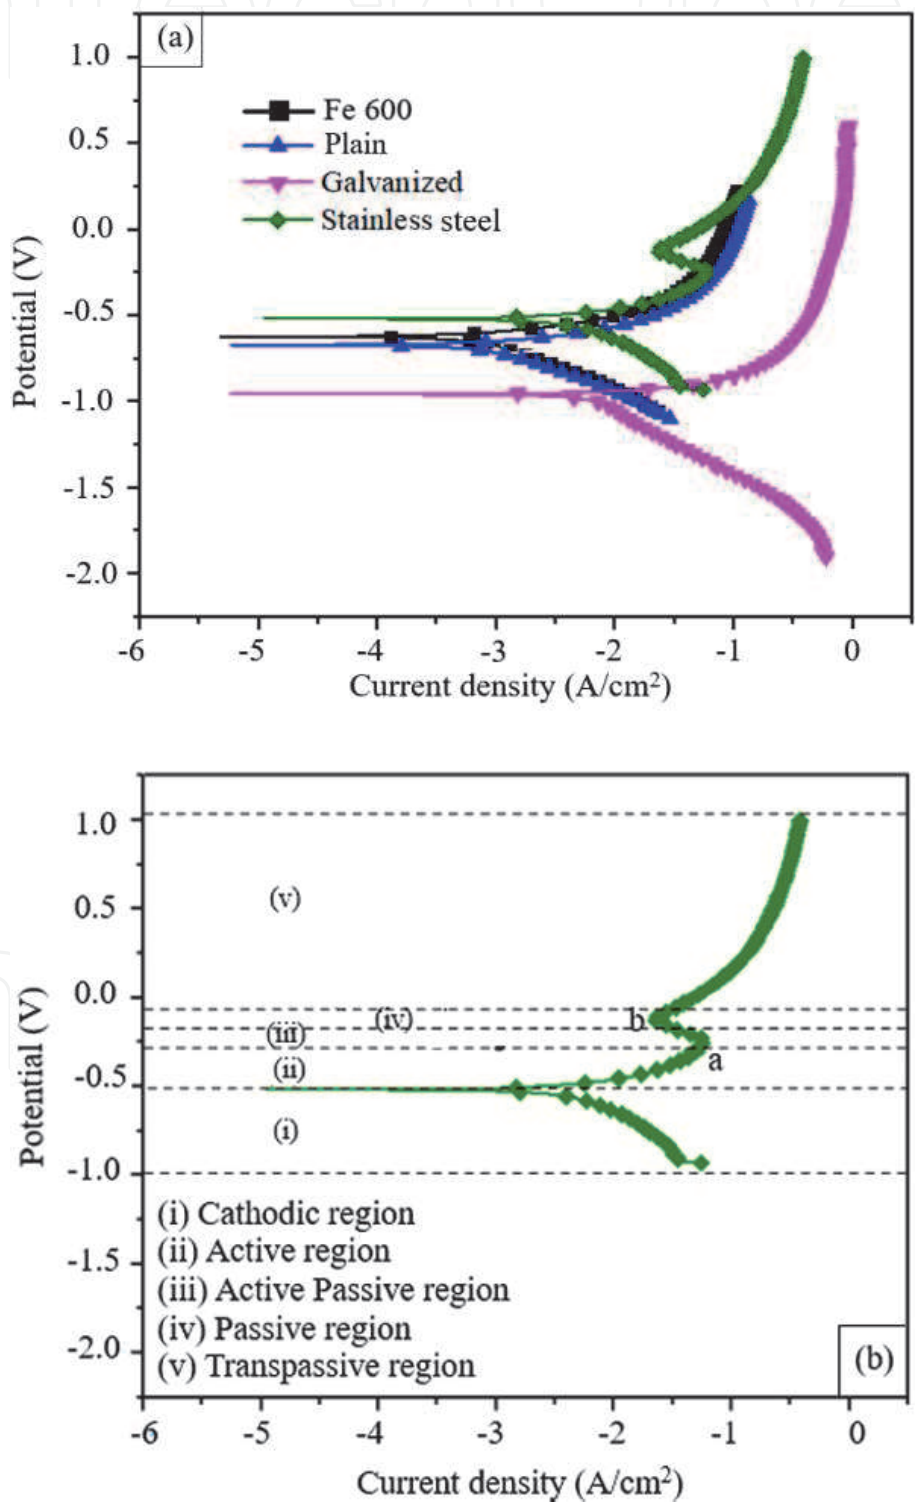 (a)
1.0
0.5
0.0
-0.5
-1.0
-1.5
-2.0
Potential (V)
Fe 600
Plain
Galvanized
Stainless steel
-6 -5 -4 -3 -2 -1 0
Current density (A/cm²)
1.0
0.5
0.0
-0.5
-1.0
-1.5
-2.0
Potential (V)
(v)
(iv)
b
(iii)
a
(ii)
(i)
(i) Cathodic region
(ii) Active region
(iii) Active Passive region
(iv) Passive region
(v) Transpassive region
(b)
-6 -5 -4 -3 -2 -1 0
Current density (A/cm²)